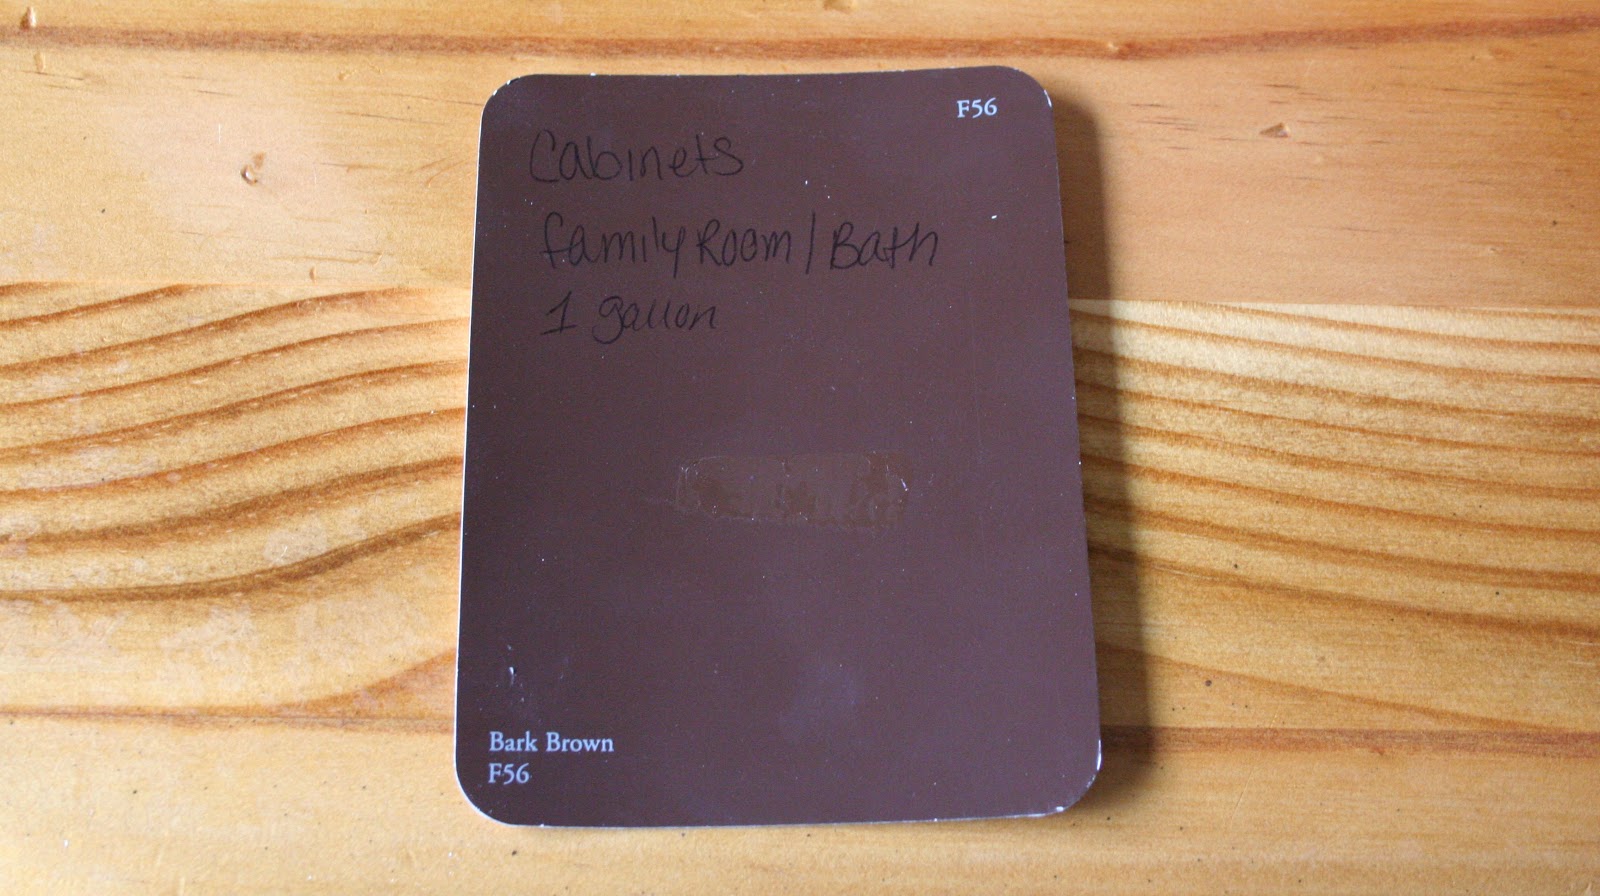 F56
Cabinets
family Room / Bath
1 gallon
Bark Brown
F56